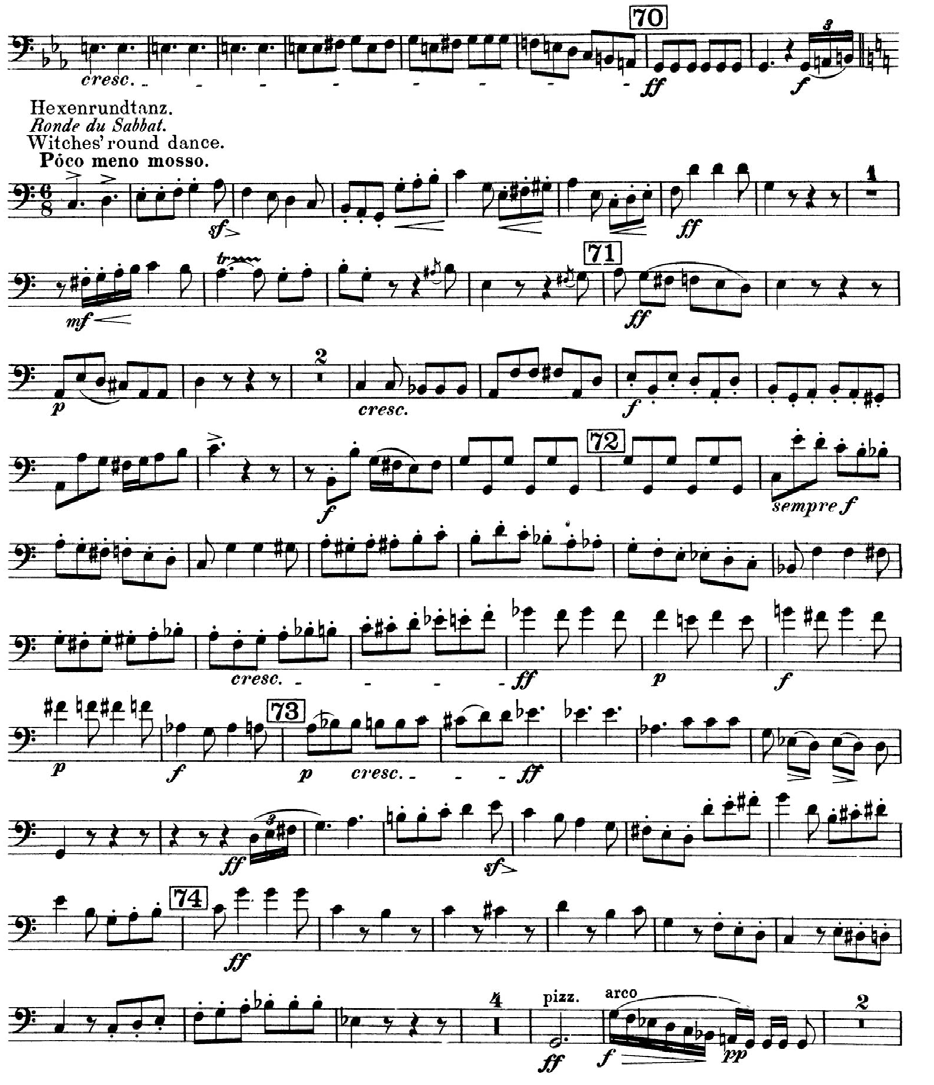 70
3
cresc.
ff
f
Hexenrundtanz.
Ronde du Sabbat.
Witches' round dance.
Póco meno mosso.
6
8
1
sf
ff
tr
71
mf
ff
2
p
cresc.
f
72
f
sempre f
cresc.
ff
p
f
73
p
f
p
cresc.
ff
3
ff
sf
74
ff
4
pizz.
arco
2
ff
f
pp